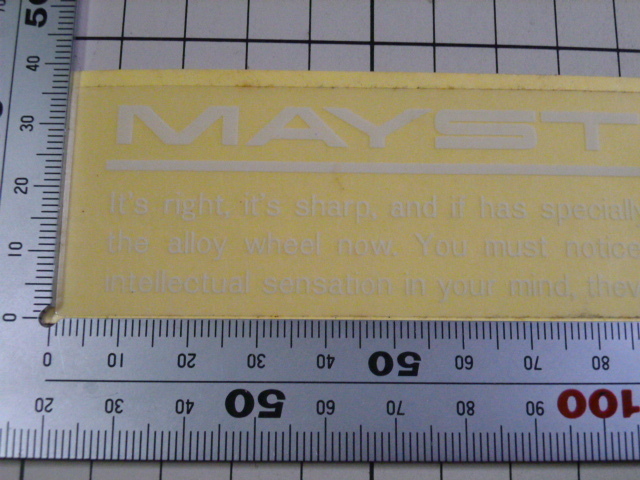 MAYST
It's right, it's sharp, and if has specially
the alloy wheel now. You must notice
intellectual sensation in your mind, they
50
40
30
20
10
0
0 10 20 30 40 50 60 70 80
20 30 40 50 60 70 80 90 100